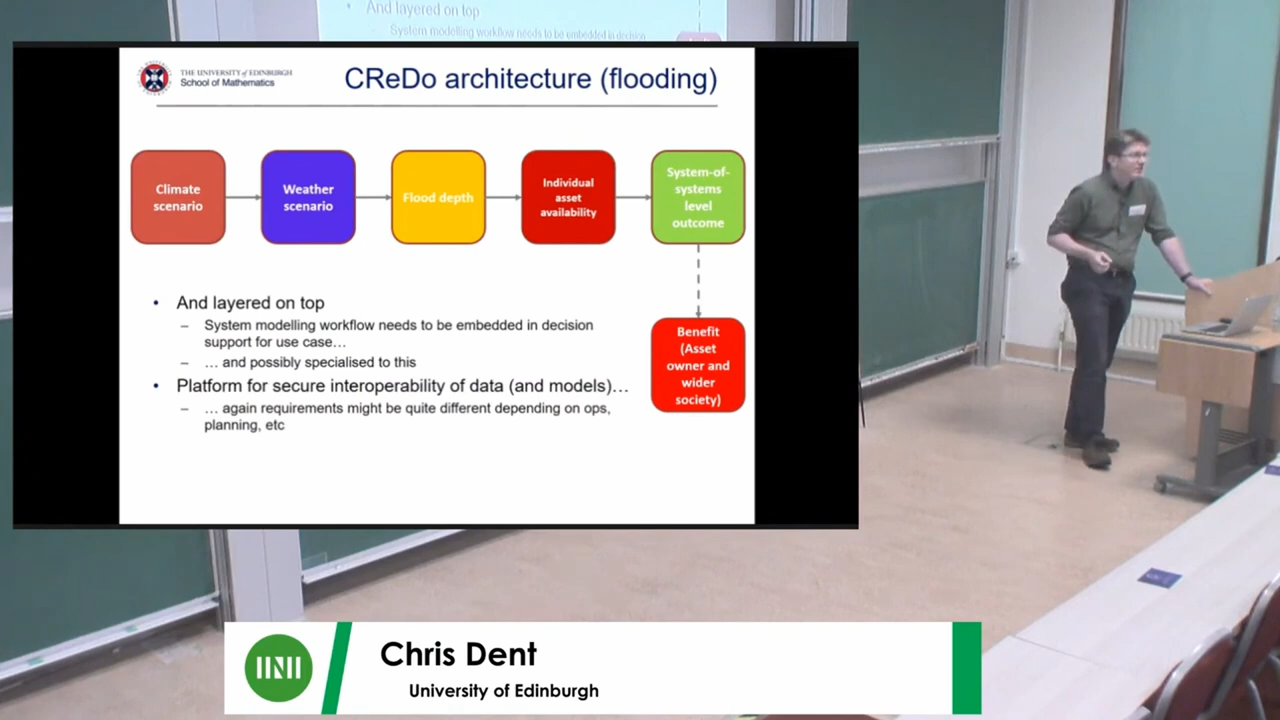 And layered on top
System modelling workflow needs to be embedded in decision
THE UNIVERSITY of EDINBURGH
School of Mathematics
CReDo architecture (flooding)
Climate
scenario
Weather
scenario
Flood depth
Individual
asset
availability
System-of-
systems
level
outcome
• And layered on top
– System modelling workflow needs to be embedded in decision
support for use case…
– … and possibly specialised to this
• Platform for secure interoperability of data (and models)…
– … again requirements might be quite different depending on ops,
planning, etc
Benefit
(Asset
owner and
wider
society)
Chris Dent
University of Edinburgh